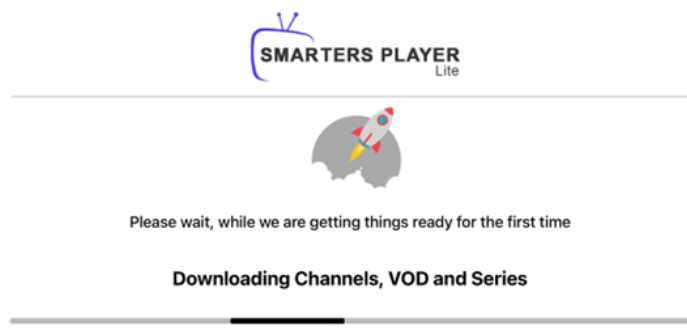 SMARTERS PLAYER
Lite
Please wait, while we are getting things ready for the first time
Downloading Channels, VOD and Series